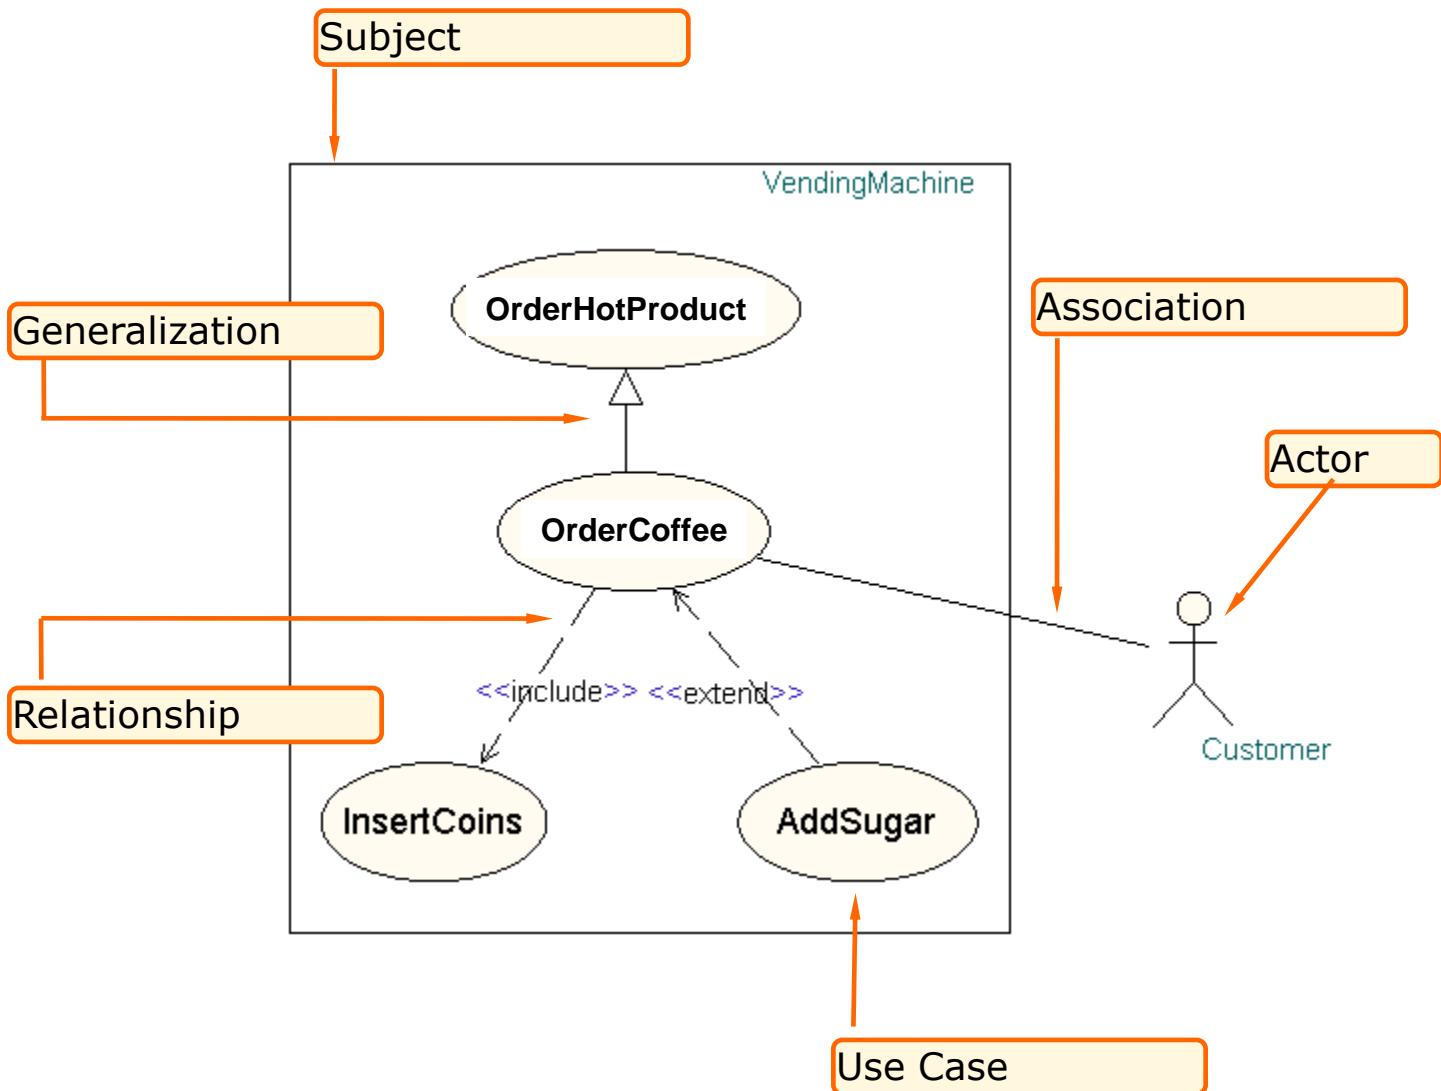 Subject
VendingMachine
OrderHotProduct
Generalization
Association
Actor
OrderCoffee
<<include>>
<<extend>>
Relationship
Customer
InsertCoins
AddSugar
Use Case